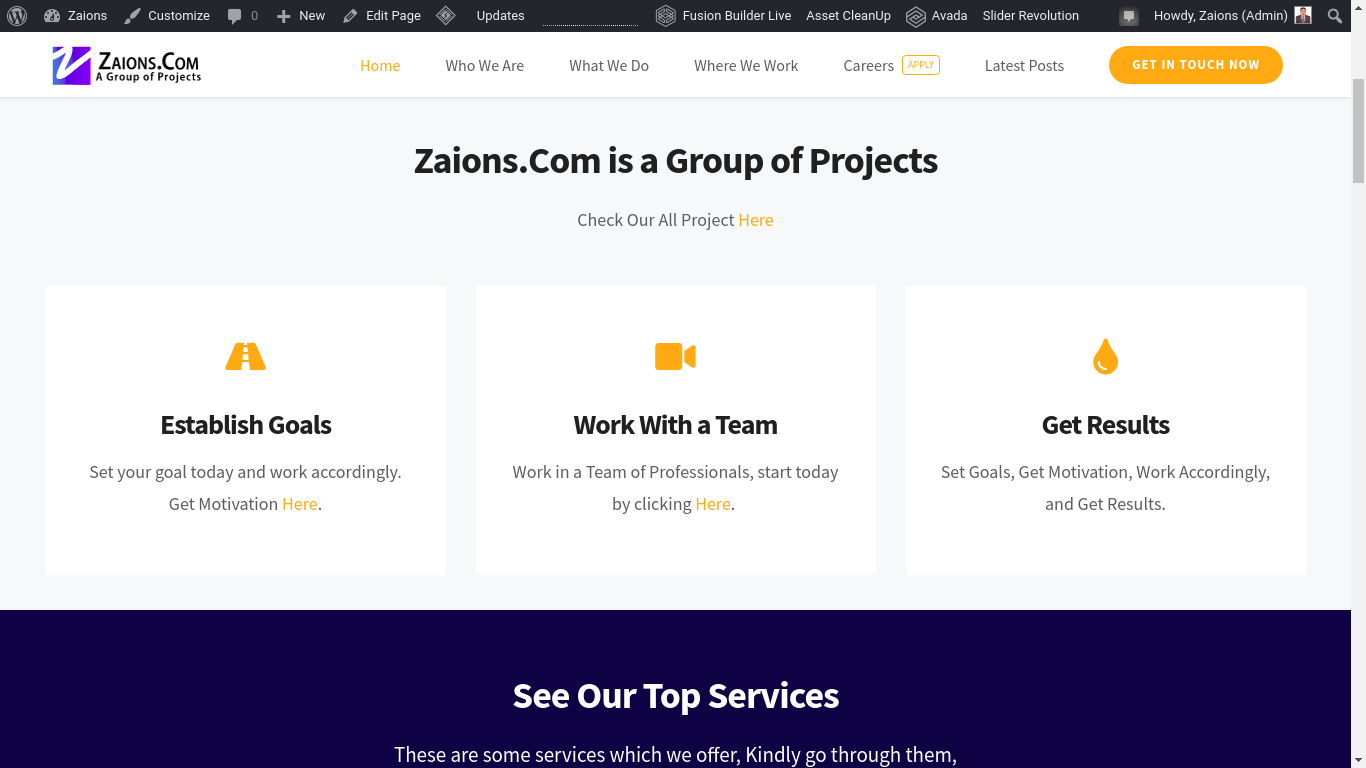 Zaions Customize 0 New Edit Page Updates Fusion Builder Live Asset CleanUp Avada Slider Revolution Howdy, Zaions (Admin)
Zaions.Com
A Group of Projects
Home Who We Are What We Do Where We Work Careers APPLY Latest Posts GET IN TOUCH NOW
Zaions.Com is a Group of Projects
Check Our All Project Here
Establish Goals
Set your goal today and work accordingly.
Get Motivation Here.
Work With a Team
Work in a Team of Professionals, start today
by clicking Here.
Get Results
Set Goals, Get Motivation, Work Accordingly,
and Get Results.
See Our Top Services
These are some services which we offer, Kindly go through them,